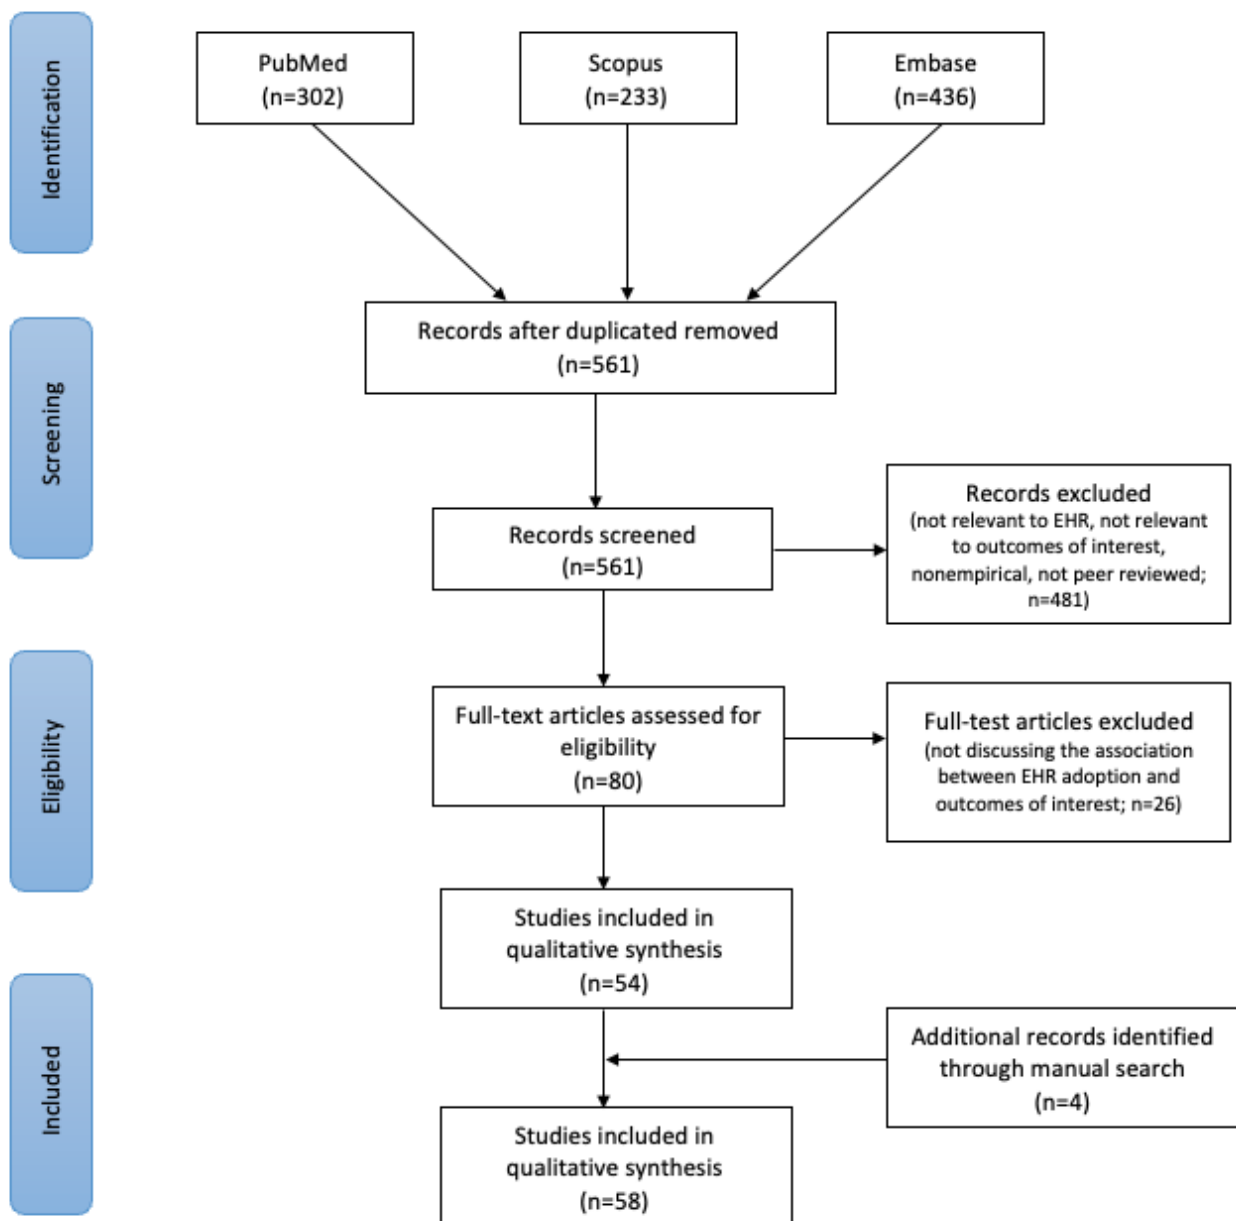 Identification
PubMed
(n=302)
Scopus
(n=233)
Embase
(n=436)
Screening
Records after duplicated removed
(n=561)
Records screened
(n=561)
Records excluded
(not relevant to EHR, not relevant
to outcomes of interest,
nonempirical, not peer reviewed;
n=481)
Eligibility
Full-text articles assessed for
eligibility
(n=80)
Full-test articles excluded
(not discussing the association
between EHR adoption and
outcomes of interest; n=26)
Studies included in
qualitative synthesis
(n=54)
Included
Additional records identified
through manual search
(n=4)
Studies included in
qualitative synthesis
(n=58)